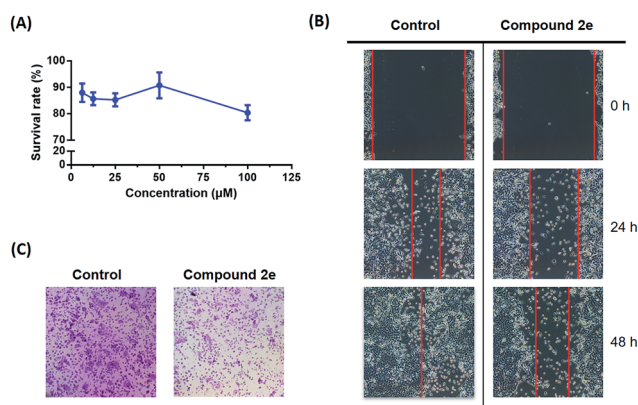 (A)
Survival rate (%)
100
90
80
70
20
0
0
25
50
75
100
125
Concentration (μM)
(B)
Control
Compound 2e
0 h
24 h
48 h
(C)
Control
Compound 2e